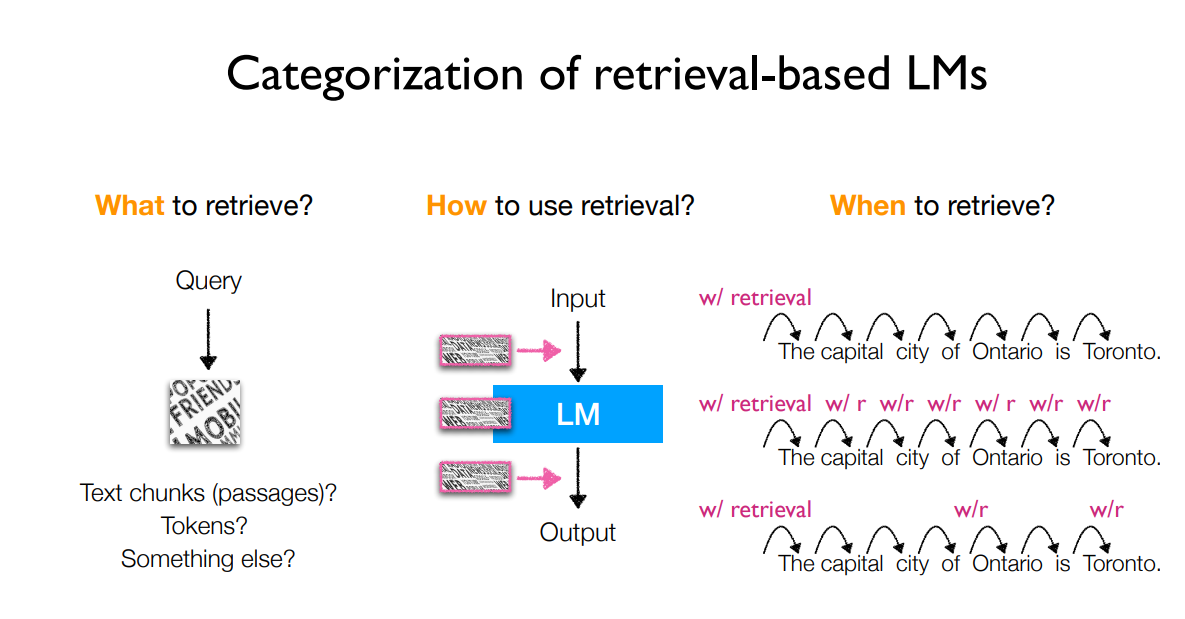 Categorization of retrieval-based LMs
What to retrieve?
Query
FRIEND
MOBI
Text chunks (passages)?
Tokens?
Something else?
How to use retrieval?
Input
LM
Output
When to retrieve?
w/ retrieval
The capital city of Ontario is Toronto.
w/ retrieval w/ r w/r w/r w/ r w/r w/r
The capital city of Ontario is Toronto.
w/ retrieval w/r w/r
The capital city of Ontario is Toronto.